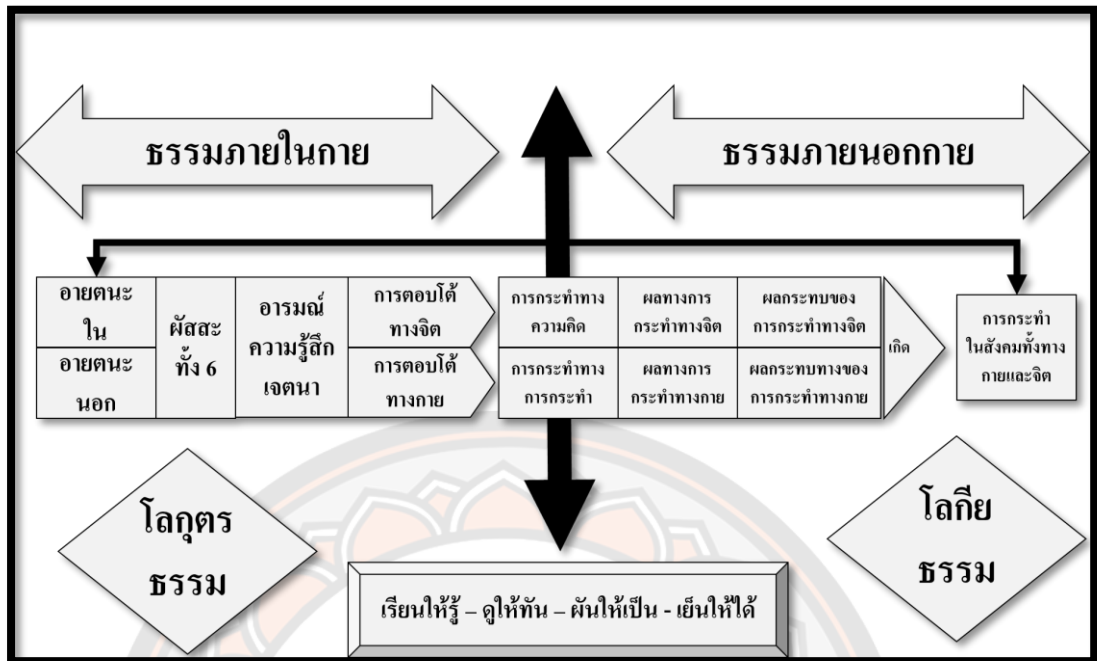 ธรรมภายในกาย
ธรรมภายนอกกาย
อายตนะ
ใน
อายตนะ
นอก
ผัสสะ
ทั้ง 6
อารมณ์
ความรู้สึก
เจตนา
การตอบโต้
ทางจิต
การตอบโต้
ทางกาย
การกระทำทาง
ความคิด
การกระทำทาง
การกระทำ
ผลทางการ
กระทำทางจิต
ผลทางการ
กระทำทางกาย
ผลกระทบของ
การกระทำทางจิต
ผลกระทบทางของ
การกระทำทางกาย
เกิด
การกระทำ
ในสังคมทั้งทาง
กายและจิต
โลกุตร
ธรรม
โลกีย
ธรรม
เรียนให้รู้ – ดูให้ทัน – ผันให้เป็น - เย็นให้ได้